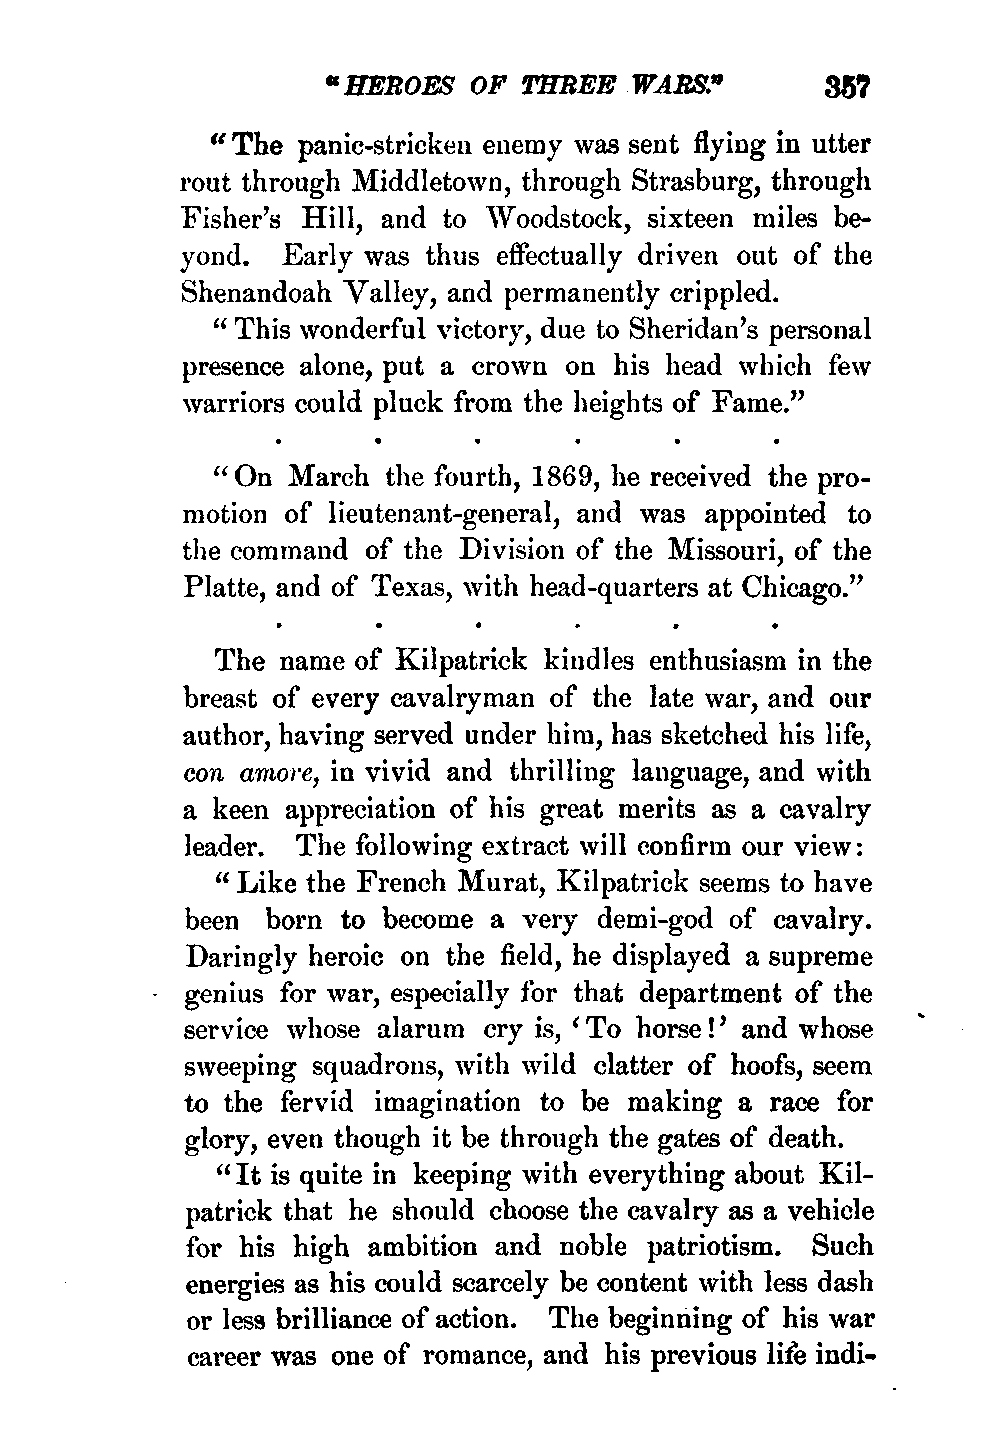 "HEROES OF THREE WARS." 357
"The panic-stricken enemy was sent flying in utter
rout through Middletown, through Strasburg, through
Fisher's Hill, and to Woodstock, sixteen miles be-
yond. Early was thus effectually driven out of the
Shenandoah Valley, and permanently crippled.
"This wonderful victory, due to Sheridan's personal
presence alone, put a crown on his head which few
warriors could pluck from the heights of Fame."
. . . . . .
"On March the fourth, 1869, he received the pro-
motion of lieutenant-general, and was appointed to
the command of the Division of the Missouri, of the
Platte, and of Texas, with head-quarters at Chicago."
. . . . . .
The name of Kilpatrick kindles enthusiasm in the
breast of every cavalryman of the late war, and our
author, having served under him, has sketched his life,
con amore, in vivid and thrilling language, and with
a keen appreciation of his great merits as a cavalry
leader. The following extract will confirm our view:
"Like the French Murat, Kilpatrick seems to have
been born to become a very demi-god of cavalry.
Daringly heroic on the field, he displayed a supreme
genius for war, especially for that department of the
service whose alarum cry is, 'To horse!' and whose
sweeping squadrons, with wild clatter of hoofs, seem
to the fervid imagination to be making a race for
glory, even though it be through the gates of death.
"It is quite in keeping with everything about Kil-
patrick that he should choose the cavalry as a vehicle
for his high ambition and noble patriotism. Such
energies as his could scarcely be content with less dash
or less brilliance of action. The beginning of his war
career was one of romance, and his previous life indi-